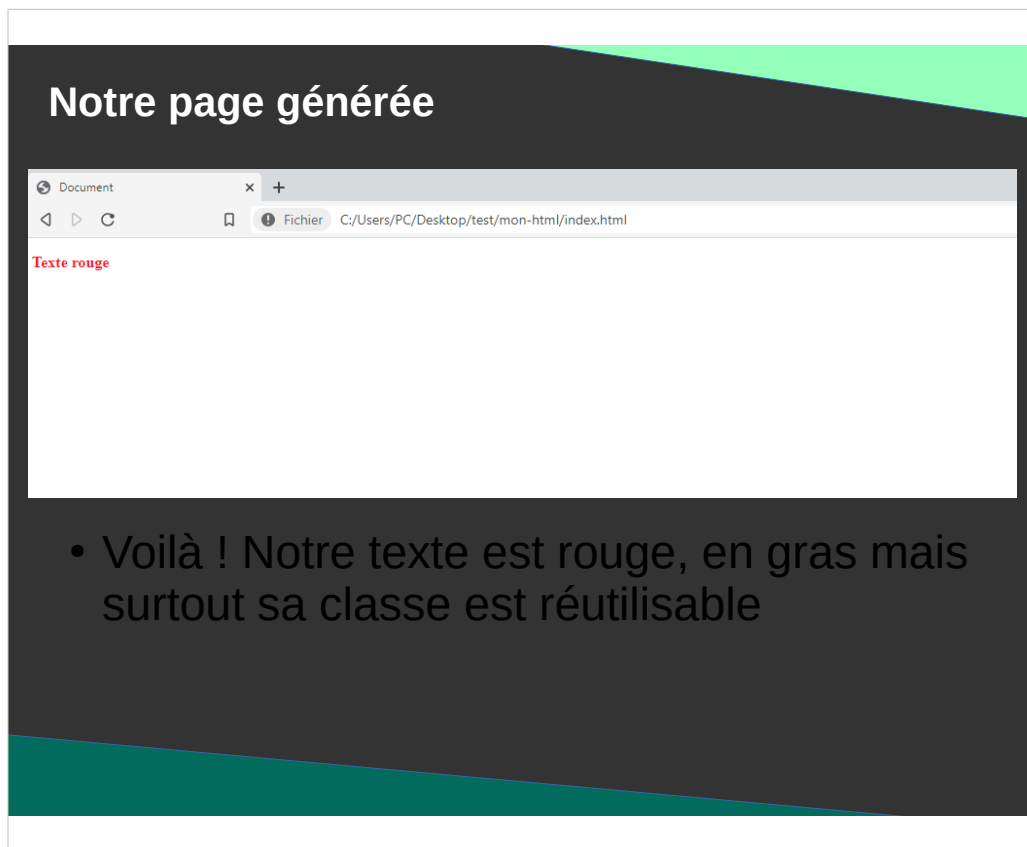 Notre page générée
Document
Fichier C:/Users/PC/Desktop/test/mon-html/index.html
Texte rouge
• Voilà ! Notre texte est rouge, en gras mais
surtout sa classe est réutilisable